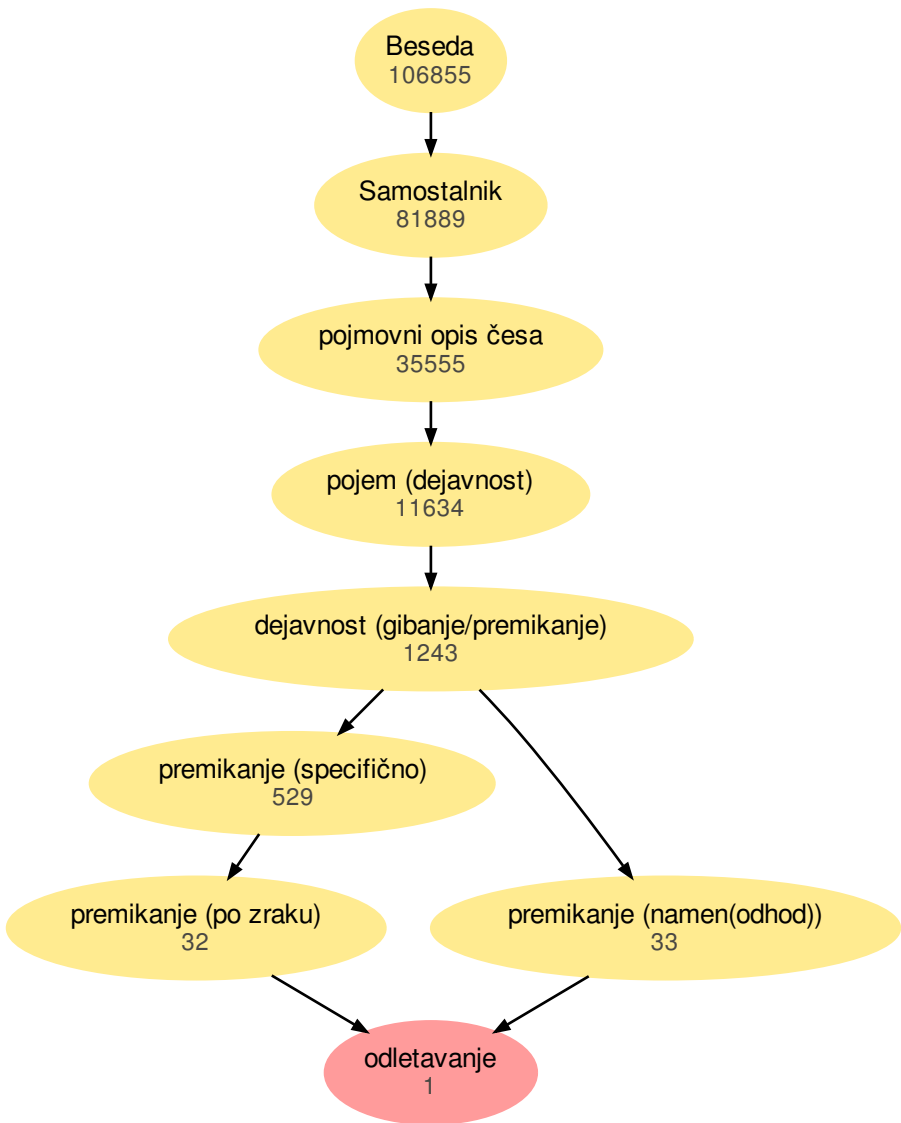 Beseda
106855
Samostalnik
81889
pojmovni opis česa
35555
pojem (dejavnost)
11634
dejavnost (gibanje/premikanje)
1243
premikanje (specifično)
529
premikanje (po zraku)
32
premikanje (namen(odhod))
33
odletavanje
1